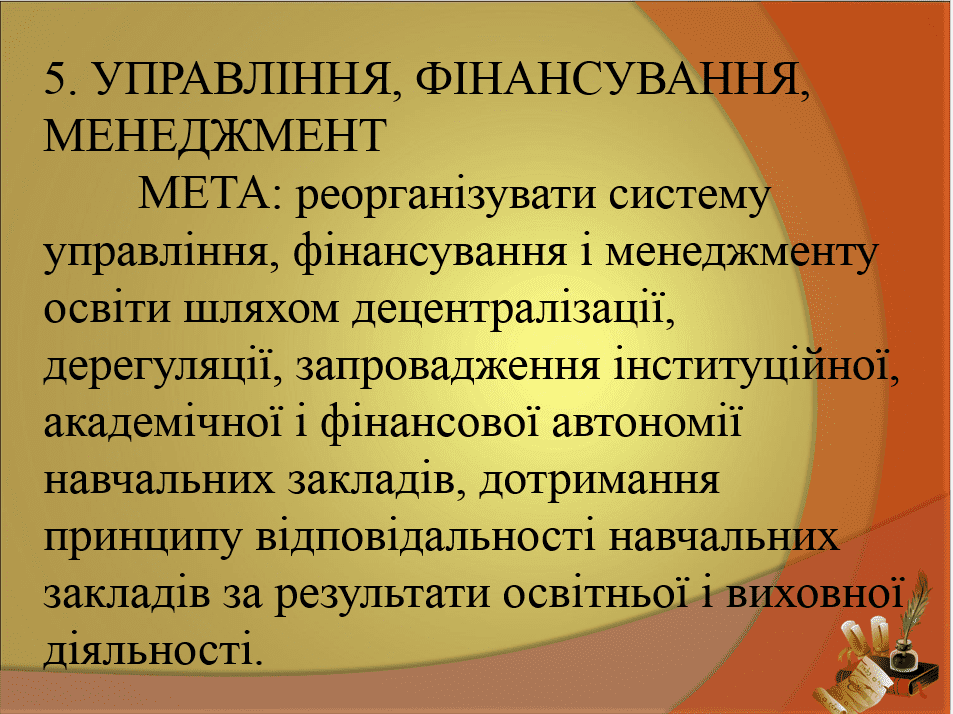 5. УПРАВЛІННЯ, ФІНАНСУВАННЯ,
МЕНЕДЖМЕНТ
МЕТА: реорганізувати систему
управління, фінансування і менеджменту
освіти шляхом децентралізації,
дерегуляції, запровадження інституційної,
академічної і фінансової автономії
навчальних закладів, дотримання
принципу відповідальності навчальних
закладів за результати освітньої і виховної
діяльності.